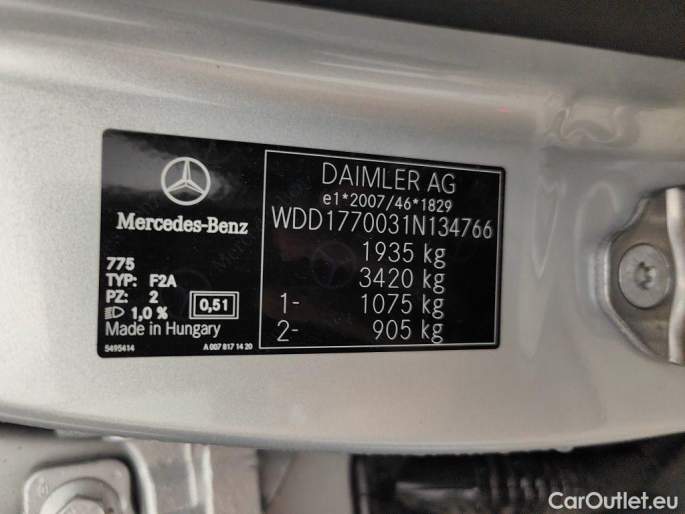 Mercedes-Benz
775
TYP: F2A
PZ: 2
1,0 %
0,51
Made in Hungary
5495414
A 007 817 14 20
DAIMLER AG
e1*2007/46*1829
WDD1770031N134766
1935 kg
3420 kg
1- 1075 kg
2- 905 kg
CarOutlet.eu